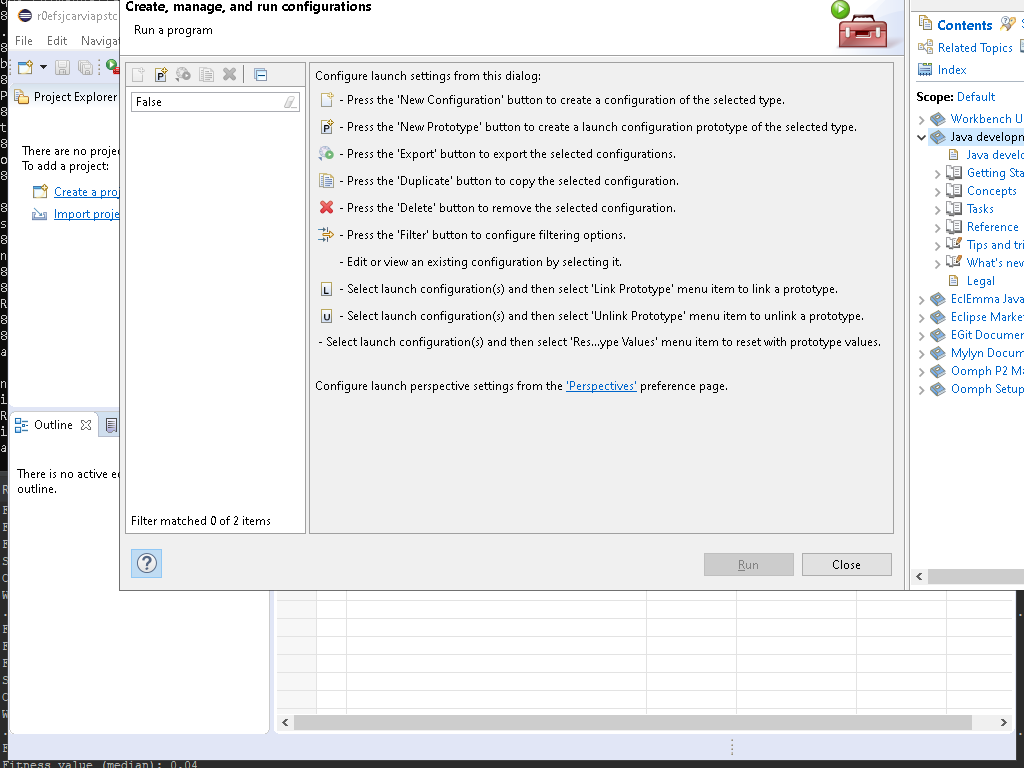 Create, manage, and run configurations
Run a program
r0efsjcarviapstc
File Edit Naviga
Project Explorer
There are no projec
To add a project:
Create a proj
Import proje
Outline
There is no active ed
outline.
False
Filter matched 0 of 2 items
Configure launch settings from this dialog:
- Press the 'New Configuration' button to create a configuration of the selected type.
P - Press the 'New Prototype' button to create a launch configuration prototype of the selected type.
- Press the 'Export' button to export the selected configurations.
- Press the 'Duplicate' button to copy the selected configuration.
- Press the 'Delete' button to remove the selected configuration.
- Press the 'Filter' button to configure filtering options.
- Edit or view an existing configuration by selecting it.
L - Select launch configuration(s) and then select 'Link Prototype' menu item to link a prototype.
U - Select launch configuration(s) and then select 'Unlink Prototype' menu item to unlink a prototype.
- Select launch configuration(s) and then select 'Res...ype Values' menu item to reset with prototype values.
Configure launch perspective settings from the 'Perspectives' preference page.
?
Run
Close
Contents
Related Topics
Index
Scope: Default
Workbench U
Java developn
Java develo
Getting Sta
Concepts
Tasks
Reference
Tips and tri
What's new
Legal
EclEmma Java
Eclipse Marke
EGit Documer
Mylyn Docum
Oomph P2 Ma
Oomph Setup
Fitness value (median): 0.04